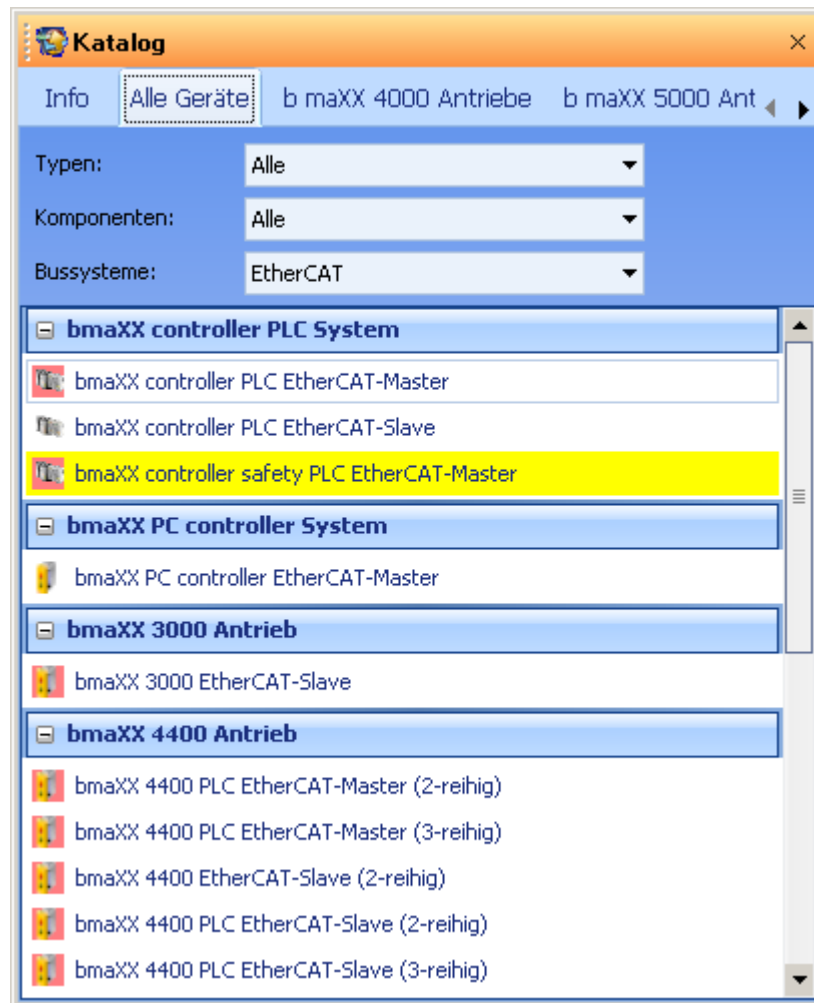 Katalog
Info Alle Geräte b maXX 4000 Antriebe b maXX 5000 Ant
Typen: Alle
Komponenten: Alle
Bussysteme: EtherCAT
bmaXX controller PLC System
bmaXX controller PLC EtherCAT-Master
bmaXX controller PLC EtherCAT-Slave
bmaXX controller safety PLC EtherCAT-Master
bmaXX PC controller System
bmaXX PC controller EtherCAT-Master
bmaXX 3000 Antrieb
bmaXX 3000 EtherCAT-Slave
bmaXX 4400 Antrieb
bmaXX 4400 PLC EtherCAT-Master (2-reihig)
bmaXX 4400 PLC EtherCAT-Master (3-reihig)
bmaXX 4400 EtherCAT-Slave (2-reihig)
bmaXX 4400 PLC EtherCAT-Slave (2-reihig)
bmaXX 4400 PLC EtherCAT-Slave (3-reihig)